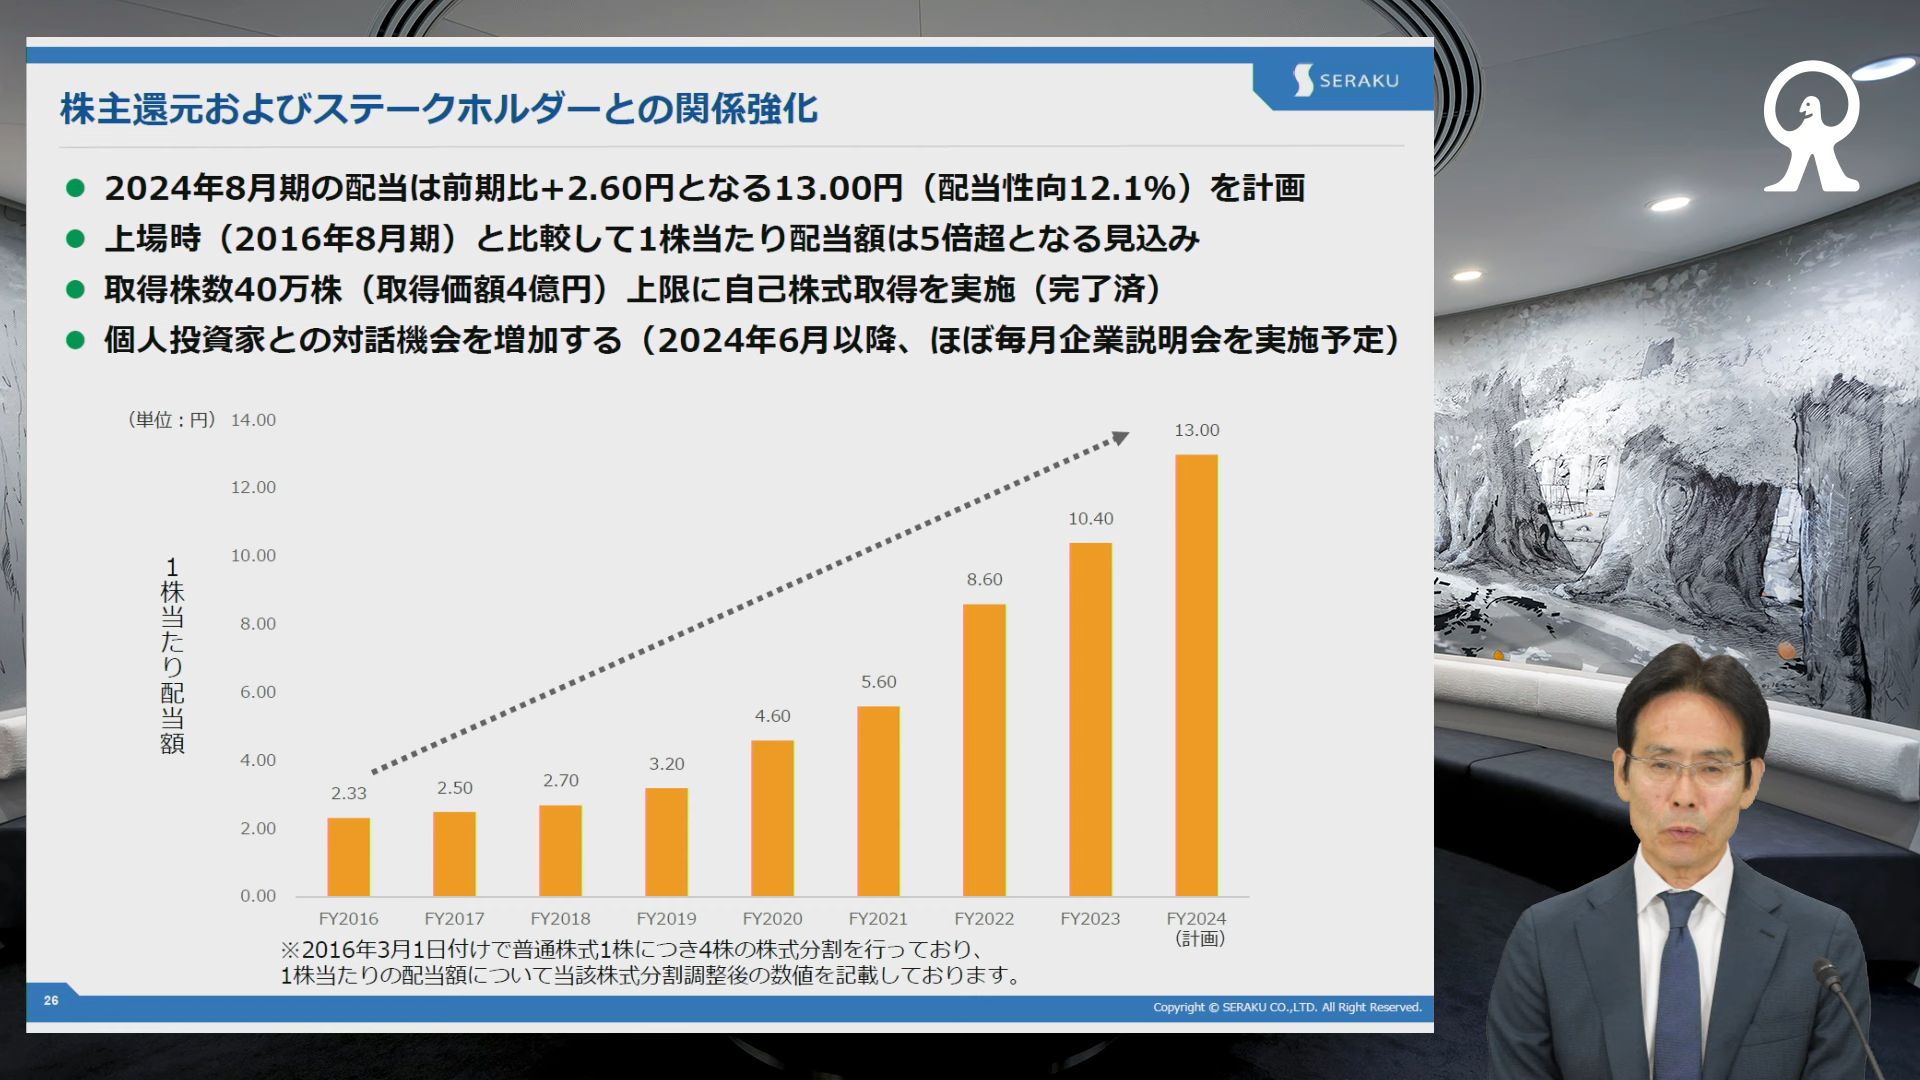 SERAKU
株主還元およびステークホルダーとの関係強化
● 2024年8月期の配当は前期比+2.60円となる13.00円（配当性向12.1%）を計画
● 上場時（2016年8月期）と比較して1株当たり配当額は5倍超となる見込み
● 取得株数40万株（取得価額4億円）上限に自己株式取得を実施（完了済）
● 個人投資家との対話機会を増加する（2024年6月以降、ほぼ毎月企業説明会を実施予定）
（単位：円）
14.00
12.00
10.00
8.00
6.00
4.00
2.00
0.00
1株当たり配当額
2.33
2.50
2.70
3.20
4.60
5.60
8.60
10.40
13.00
FY2016
FY2017
FY2018
FY2019
FY2020
FY2021
FY2022
FY2023
FY2024
（計画）
※2016年3月1日付けで普通株式1株につき4株の株式分割を行っており、
1株当たりの配当額について当該株式分割調整後の数値を記載しております。
26
Copyright © SERAKU CO.,LTD. All Right Reserved.